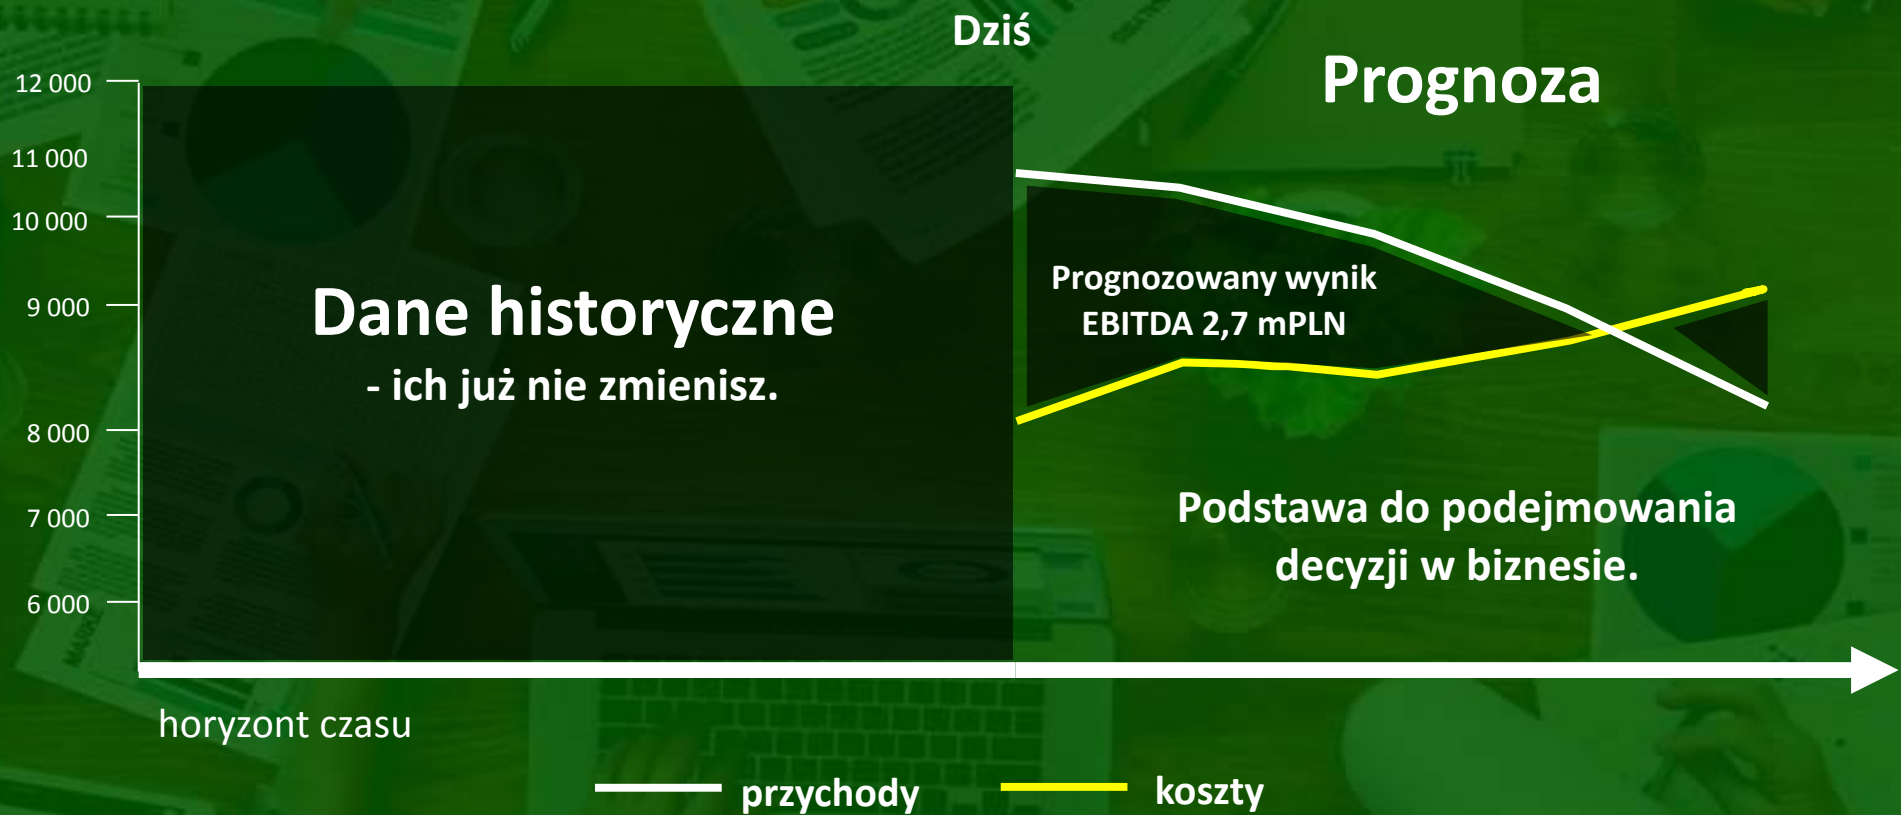 Dziś
Prognoza
12 000
11 000
10 000
9 000
8 000
7 000
6 000
Dane historyczne
- ich już nie zmienisz.
Prognozowany wynik
EBITDA 2,7 mPLN
Podstawa do podejmowania
decyzji w biznesie.
horyzont czasu
przychody
koszty